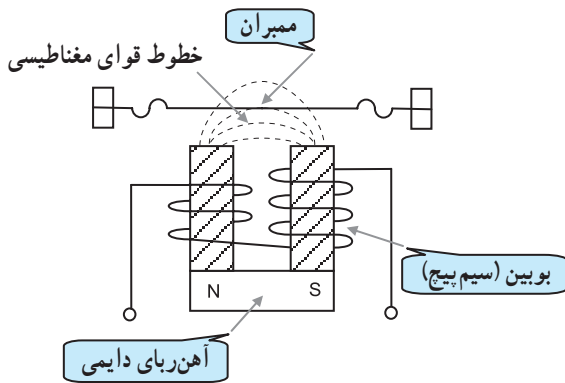 ممبران
خطوط قوای مغناطیسی
N
S
بوبین (سیم‌پیچ)
آهن‌ربای دایمی